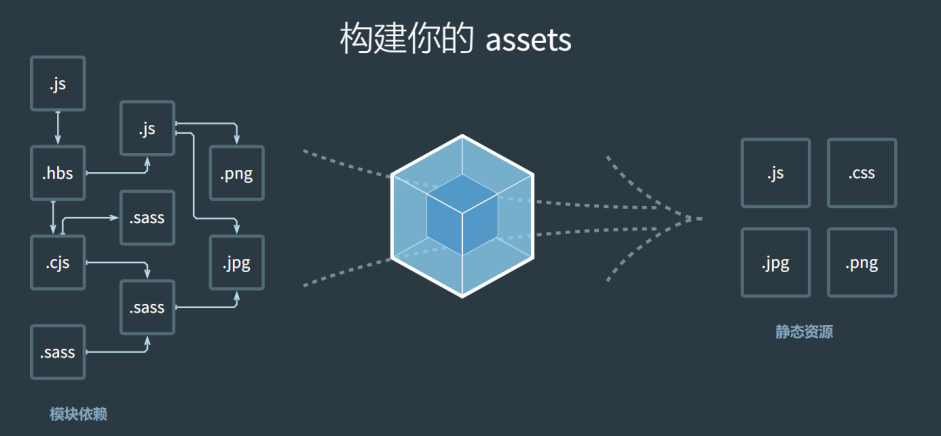 构建你的 assets
.js
.js
.hbs
.png
.sass
.cjs
.jpg
.sass
.sass
模块依赖
.js
.css
.jpg
.png
静态资源